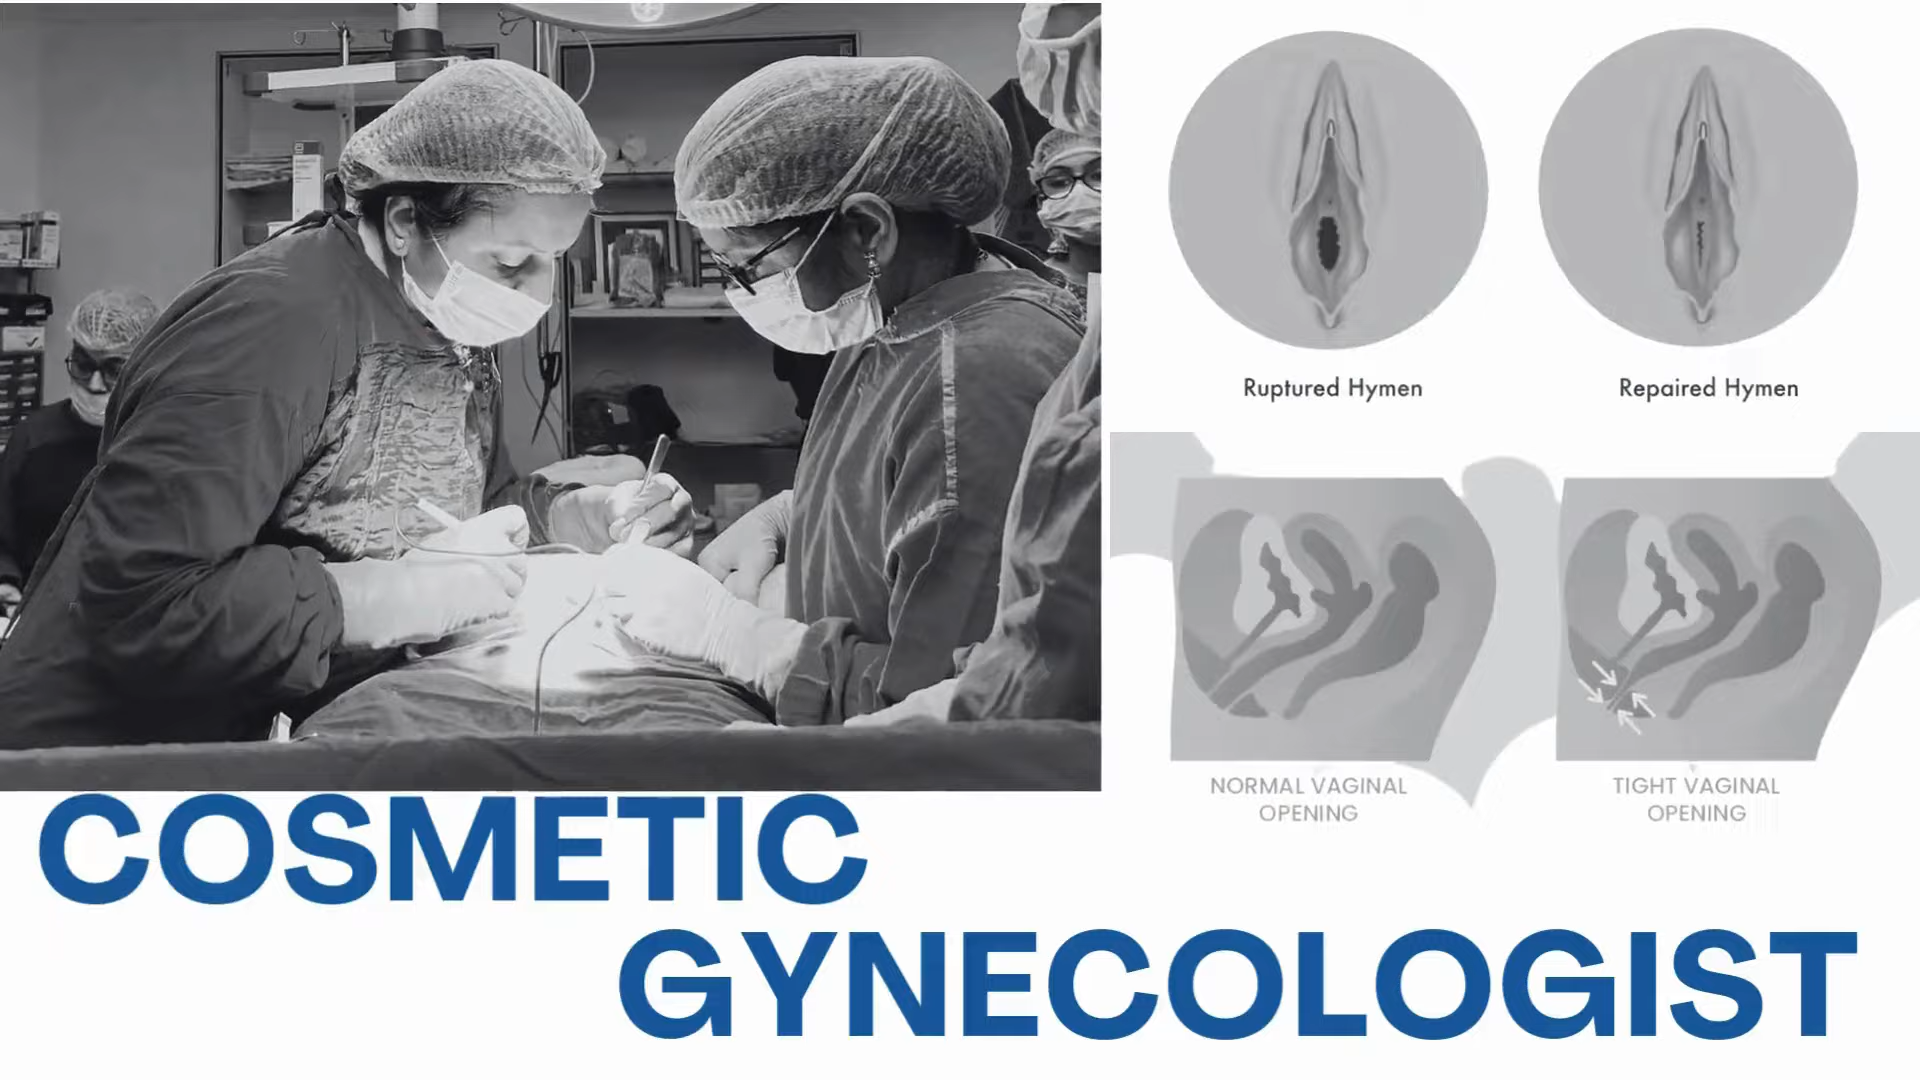 Ruptured Hymen
Repaired Hymen
NORMAL VAGINAL
OPENING
TIGHT VAGINAL
OPENING
COSMETIC
GYNECOLOGIST